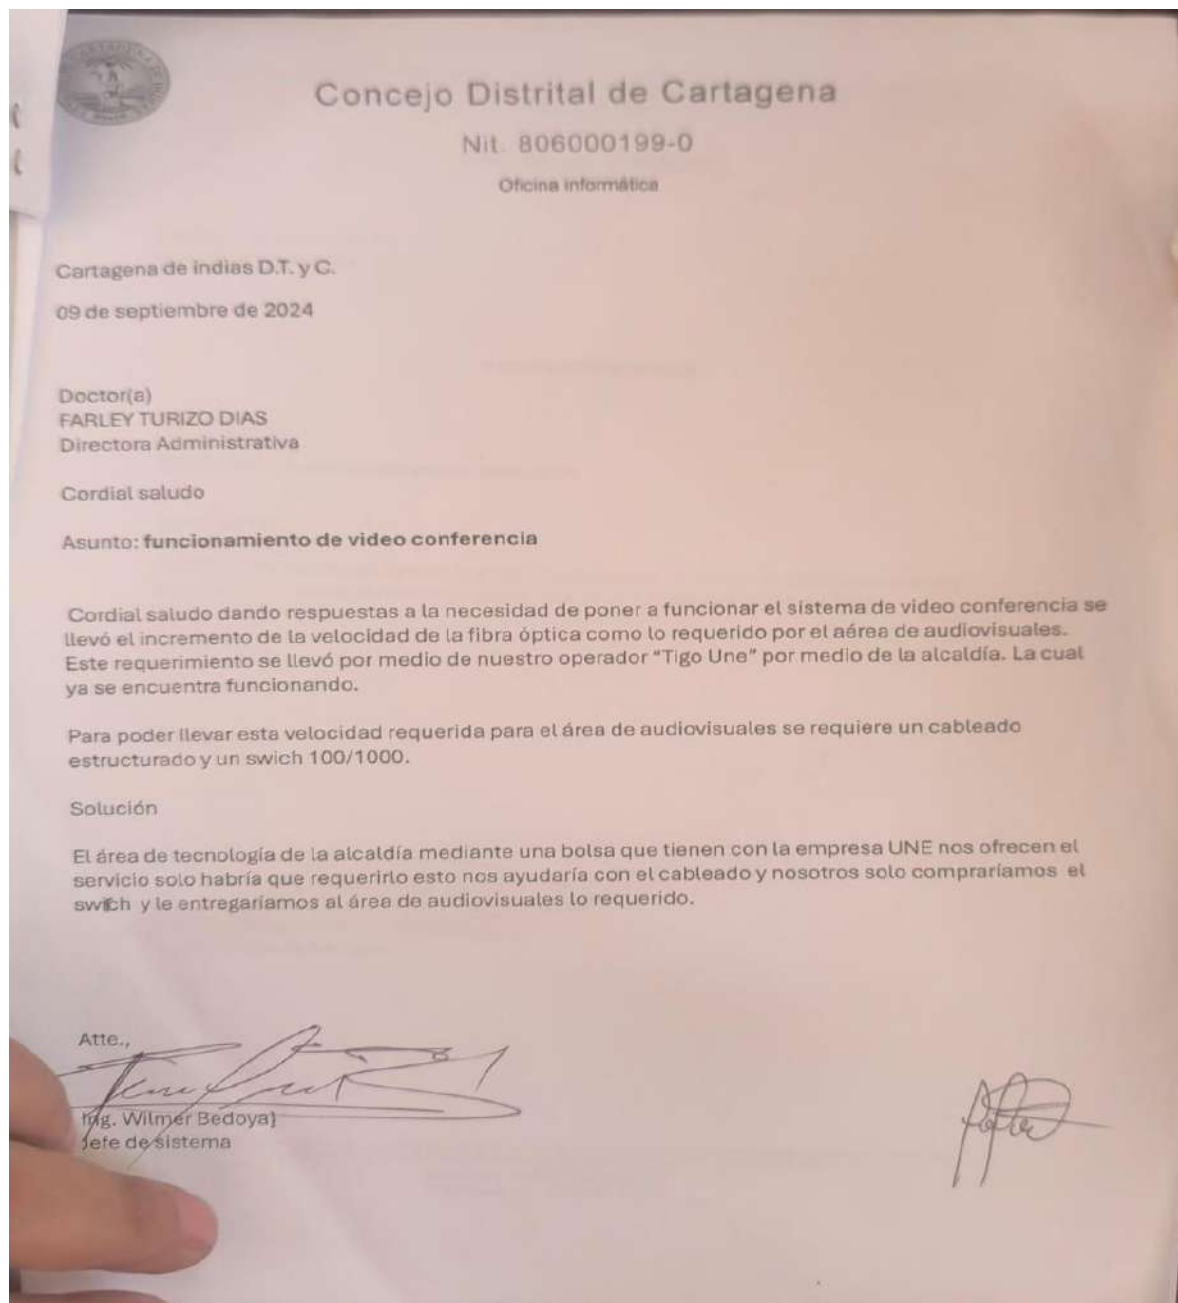 Concejo Distrital de Cartagena
Nit. 806000199-0
Oficina informática
Cartagena de indias D.T. y C.
09 de septiembre de 2024
Doctor(a)
FARLEY TURIZO DIAS
Directora Administrativa
Cordial saludo
Asunto: funcionamiento de video conferencia
Cordial saludo dando respuestas a la necesidad de poner a funcionar el sistema de video conferencia se
llevó el incremento de la velocidad de la fibra óptica como lo requerido por el aérea de audiovisuales.
Este requerimiento se llevó por medio de nuestro operador "Tigo Une" por medio de la alcaldía. La cual
ya se encuentra funcionando.
Para poder llevar esta velocidad requerida para el área de audiovisuales se requiere un cableado
estructurado y un swich 100/1000.
Solución
El área de tecnología de la alcaldía mediante una bolsa que tienen con la empresa UNE nos ofrecen el
servicio solo habría que requerirlo esto nos ayudaría con el cableado y nosotros solo compraríamos el
swich y le entregaríamos al área de audiovisuales lo requerido.
Atte.,
Ing. Wilmer Bedoya]
Jefe de sistema